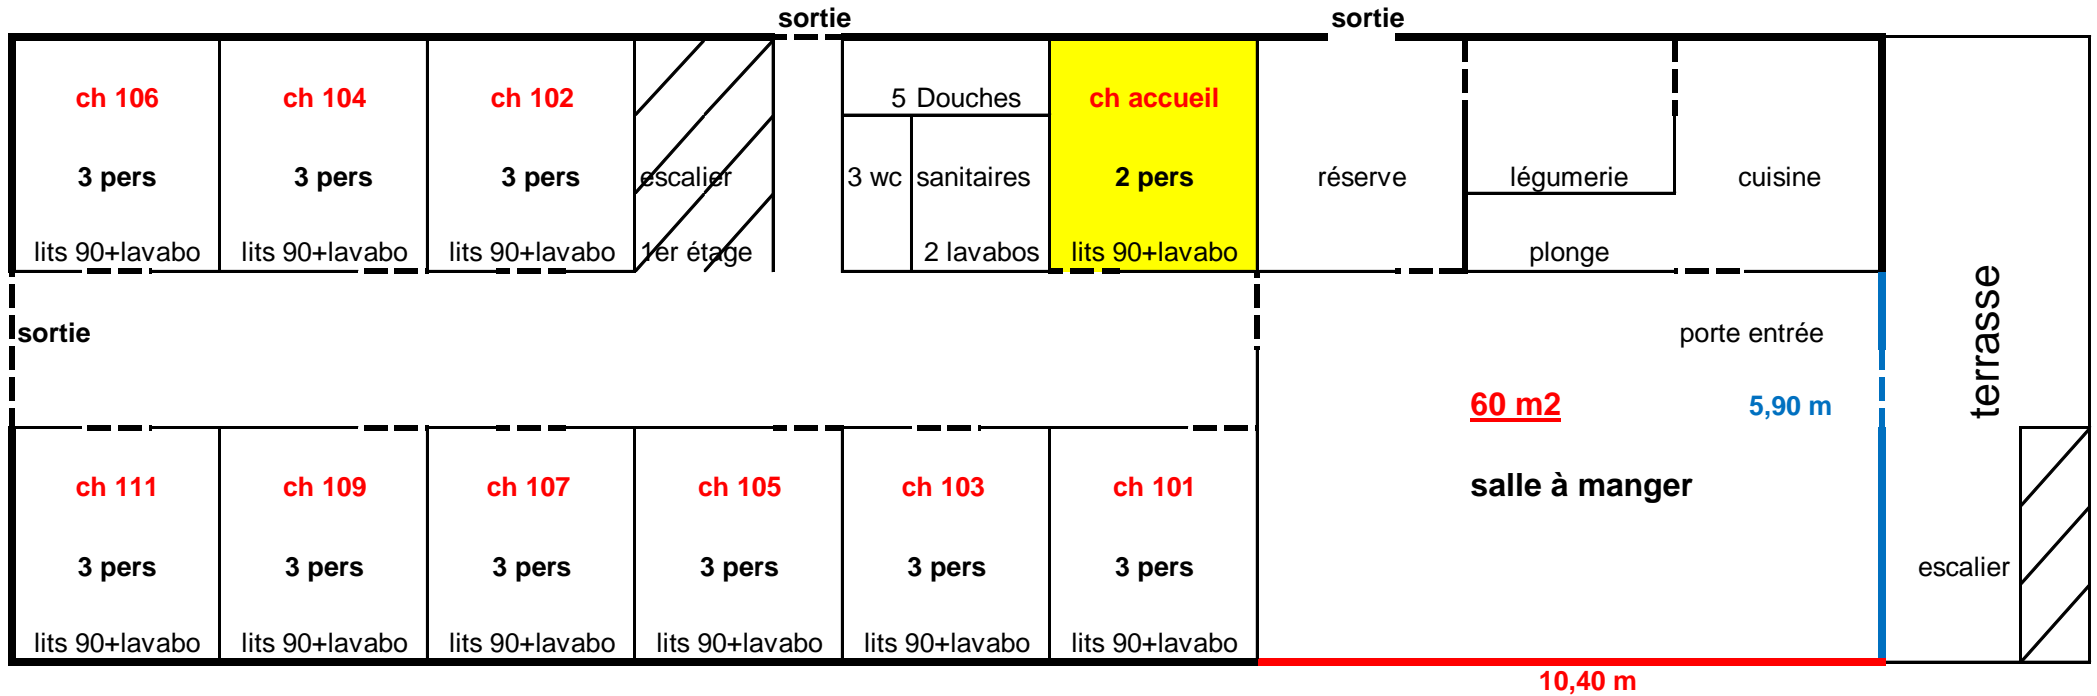 sortie sortie
ch 106 ch 104 ch 102 5 Douches ch accueil
3 pers 3 pers 3 pers escalier 3 wc sanitaires 2 pers réserve légumerie cuisine
lits 90+lavabo lits 90+lavabo lits 90+lavabo 1er étage 2 lavabos lits 90+lavabo plonge
sortie porte entrée
terrasse
60 m2 5,90 m
ch 111 ch 109 ch 107 ch 105 ch 103 ch 101 salle à manger
3 pers 3 pers 3 pers 3 pers 3 pers 3 pers escalier
lits 90+lavabo lits 90+lavabo lits 90+lavabo lits 90+lavabo lits 90+lavabo lits 90+lavabo
10,40 m